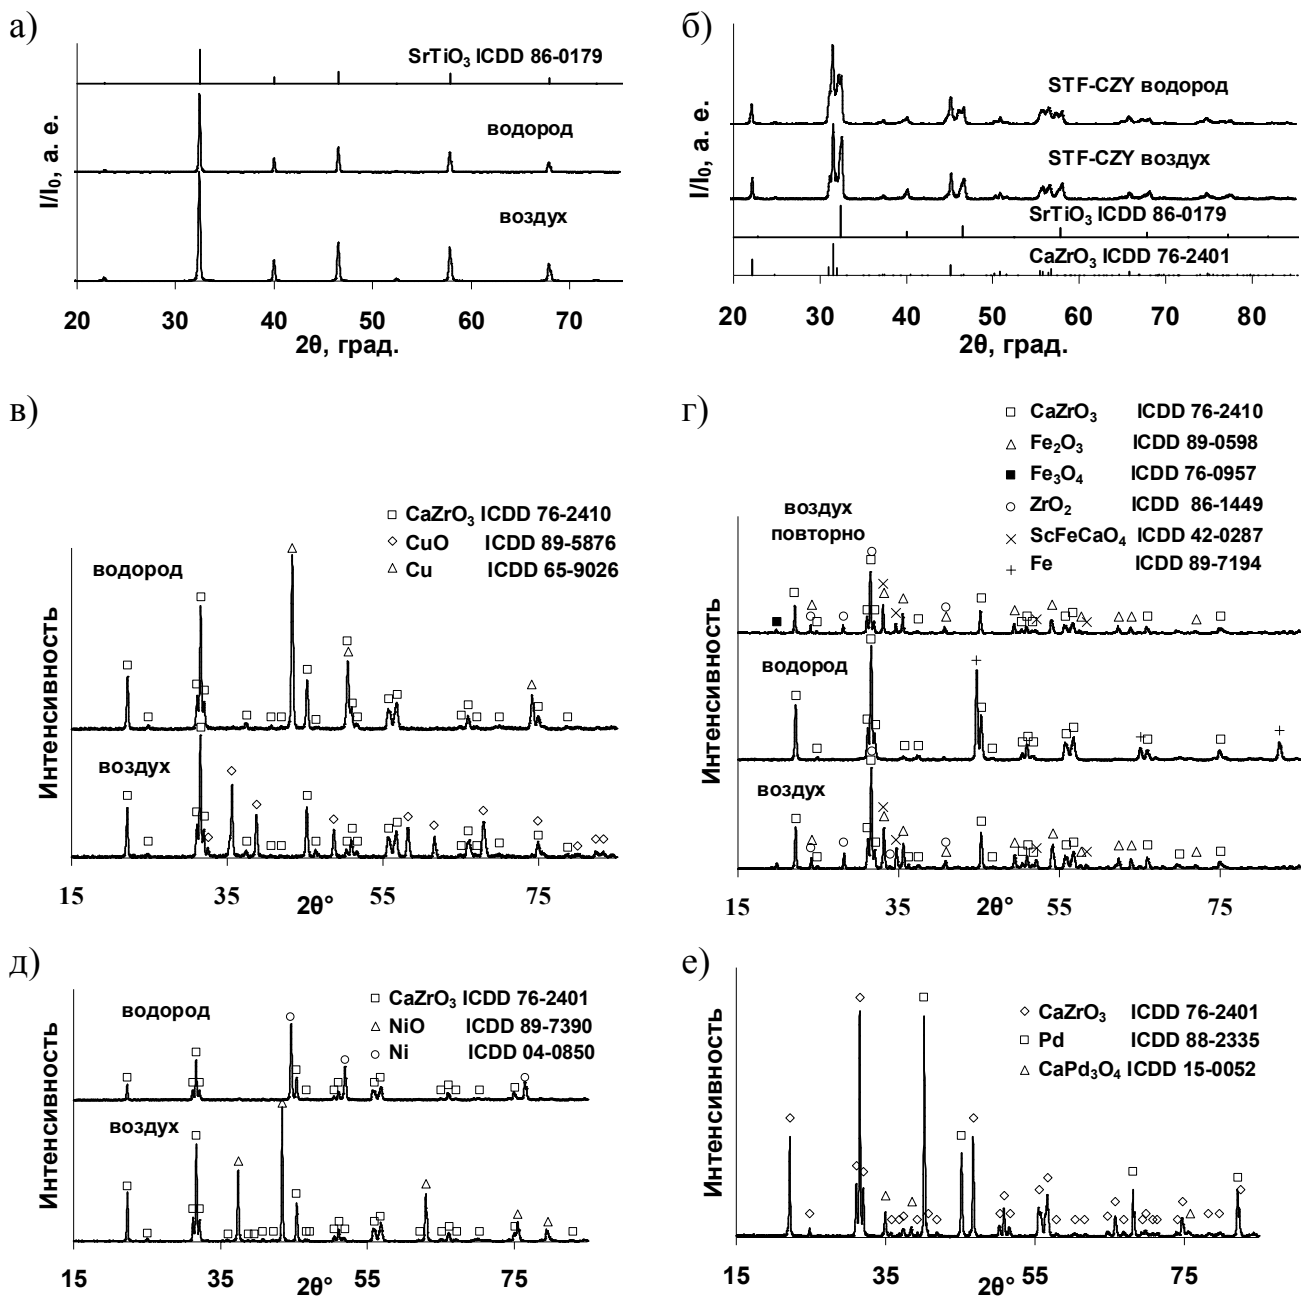 а)
SrTiO₃ ICDD 86-0179
водород
воздух
I/I₀, а. е.
20 30 40 50 60 70
2θ, град.
б)
STF-CZY водород
STF-CZY воздух
SrTiO₃ ICDD 86-0179
CaZrO₃ ICDD 76-2401
I/I₀, а. е.
20 30 40 50 60 70 80
2θ, град.
в)
□ CaZrO₃ ICDD 76-2410
◇ CuO ICDD 89-5876
△ Cu ICDD 65-9026
водород
воздух
Интенсивность
15 35 55 75
2θ°
г)
□ CaZrO₃ ICDD 76-2410
△ Fe₂O₃ ICDD 89-0598
■ Fe₃O₄ ICDD 76-0957
○ ZrO₂ ICDD 86-1449
× ScFeCaO₄ ICDD 42-0287
+ Fe ICDD 89-7194
воздух
повторно
водород
воздух
Интенсивность
15 35 55 75
2θ°
д)
□ CaZrO₃ ICDD 76-2401
△ NiO ICDD 89-7390
○ Ni ICDD 04-0850
водород
воздух
Интенсивность
15 35 55 75
2θ°
е)
◇ CaZrO₃ ICDD 76-2401
□ Pd ICDD 88-2335
△ CaPd₃O₄ ICDD 15-0052
Интенсивность
15 35 55 75
2θ°